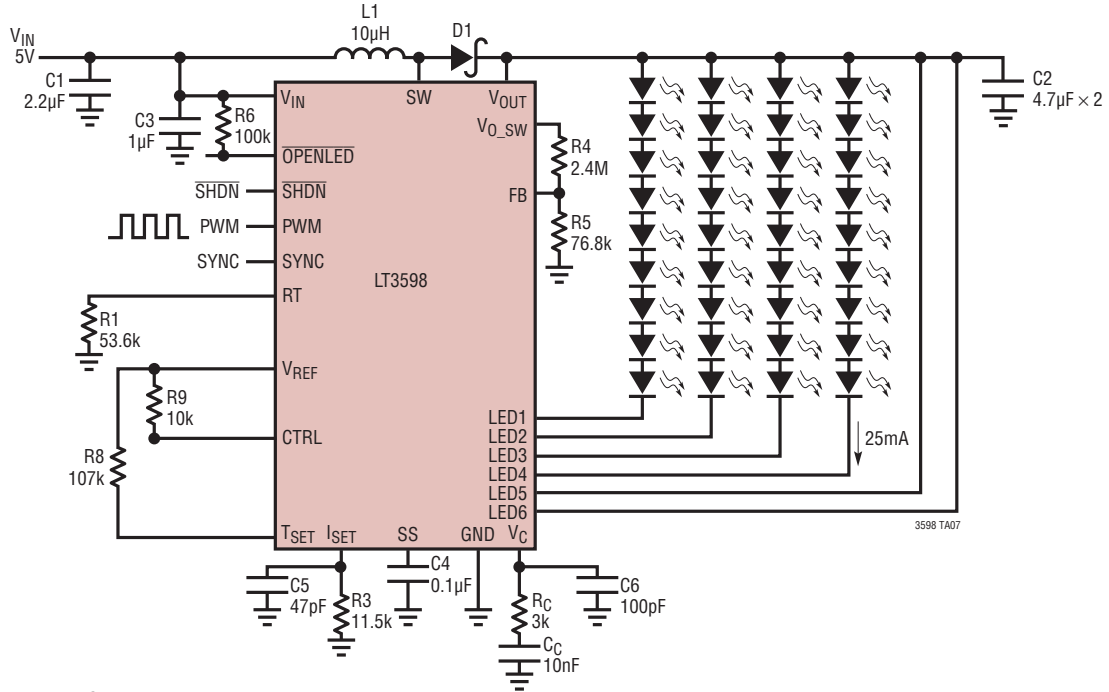 L1
10µH
D1
VIN
5V
C1
2.2µF
C3
1µF
R6
100k
VIN
SW
VOUT
VO_SW
R4
2.4M
C2
4.7µF × 2
OPENLED
SHDN
SHDN
FB
R5
76.8k
PWM
PWM
SYNC
SYNC
LT3598
RT
R1
53.6k
VREF
R9
10k
CTRL
R8
107k
LED1
LED2
LED3
LED4
LED5
LED6
25mA
3598 TA07
TSET
ISET
SS
GND
VC
C5
47pF
R3
11.5k
C4
0.1µF
RC
3k
CC
10nF
C6
100pF